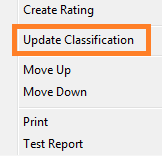 Create Rating
Update Classification
Move Up
Move Down
Print
Test Report